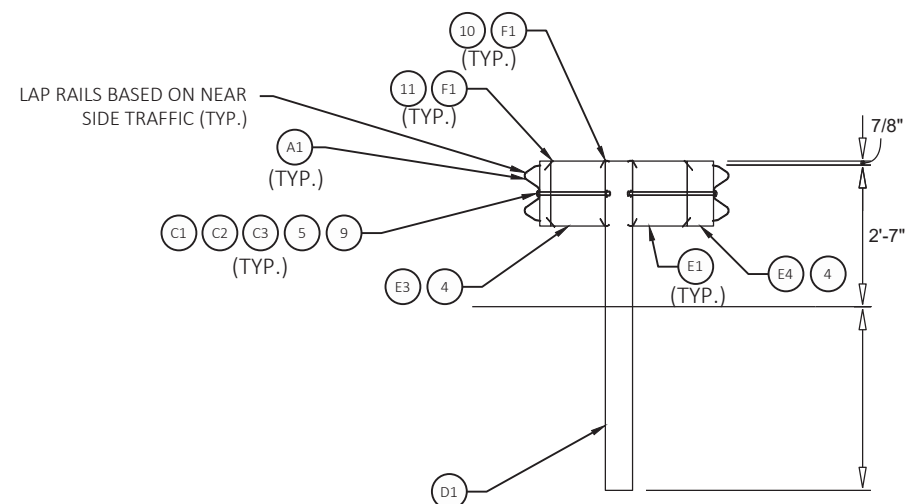 10 F1
(TYP.)
11 F1
(TYP.)
LAP RAILS BASED ON NEAR
SIDE TRAFFIC (TYP.)
A1
(TYP.)
7/8"
C1 C2 C3 5 9
(TYP.)
2'-7"
E3 4
E1
(TYP.)
E4 4
D1